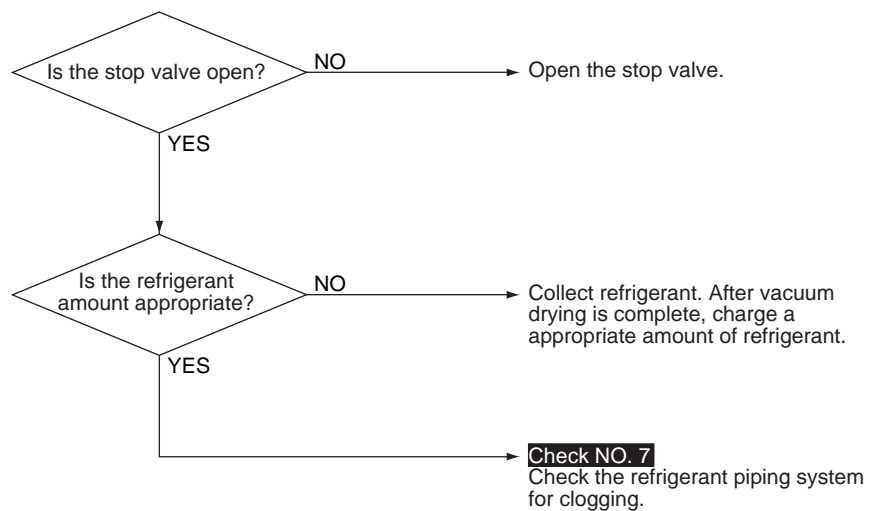 Is the stop valve open?
NO
Open the stop valve.
YES
Is the refrigerant
amount appropriate?
NO
Collect refrigerant. After vacuum
drying is complete, charge a
appropriate amount of refrigerant.
YES
Check NO. 7
Check the refrigerant piping system
for clogging.